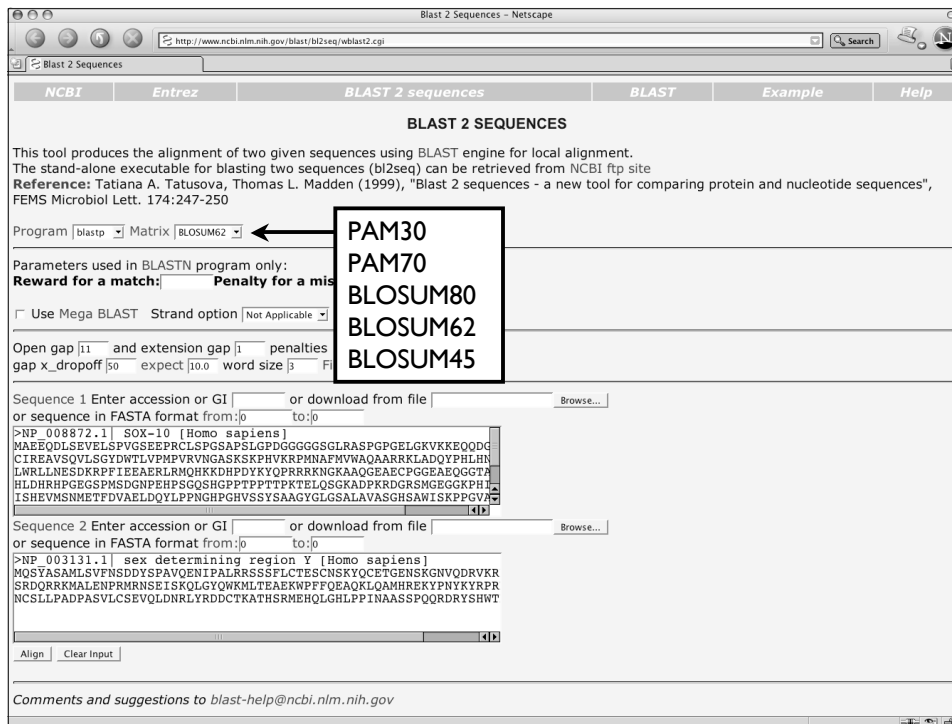 Blast 2 Sequences – Netscape
http://www.ncbi.nlm.nih.gov/blast/bl2seq/wblast2.cgi
Search
N
Blast 2 Sequences
NCBI Entrez BLAST 2 sequences BLAST Example Help
BLAST 2 SEQUENCES
This tool produces the alignment of two given sequences using BLAST engine for local alignment.
The stand-alone executable for blasting two sequences (bl2seq) can be retrieved from NCBI ftp site
Reference: Tatiana A. Tatusova, Thomas L. Madden (1999), "Blast 2 sequences - a new tool for comparing protein and nucleotide sequences",
FEMS Microbiol Lett. 174:247-250
Program blastp Matrix BLOSUM62
PAM30
PAM70
BLOSUM80
BLOSUM62
BLOSUM45
Parameters used in BLASTN program only:
Reward for a match: Penalty for a mis
Use Mega BLAST Strand option Not Applicable
Open gap 11 and extension gap 1 penalties
gap x_dropoff 50 expect 10.0 word size 3 Fi
Sequence 1 Enter accession or GI or download from file Browse...
or sequence in FASTA format from: 0 to: 0
>NP_008872.1| SOX-10 [Homo sapiens]
MAEEQDLSEVELSPVGSEEPRCLSPGSAPSLGPDGGGGGSGLRASPGPGELGKVKKEQQDG
CIREAVSQVLSGYDWTLVPMPVRVNGASKSKPHVKRPMNAFMVWAQAARRKLADQYPHLHN
LWRLLNESDKRPFIEEAERLRMQHKKDHPDYKYQPRRRKNGKAAQGEAECPGGEAEQGGTA
HLDHRHPGEGSPMSDGNPEHPSGQSHGPPTPPTTPKTELQSGKADPKRDGRSMGEGGKPHI
ISHEVMSNMETFDVAELDQYLPPNGHPGHVSSYSAAGYGLGSALAVASGHSAWISKPPGVA
Sequence 2 Enter accession or GI or download from file Browse...
or sequence in FASTA format from: 0 to: 0
>NP_003131.1| sex determining region Y [Homo sapiens]
MQSYASAMLSVFNSDDYSPAVQENIPALRRSSSFLCTESCNSKYQCETGENSKGNVQDRVKR
SRDQRRKMALENPRMRNSEISKQLGYQWKMLTEAEKWPFFQEAQKLQAMHREKYPNYKYRPR
NCSLLPADPASVLCSEVQLDNRLYRDDCTKATHSRMEHQLGHLPPINAASSPQQRDRYSHWT
Align Clear Input
Comments and suggestions to blast-help@ncbi.nlm.nih.gov